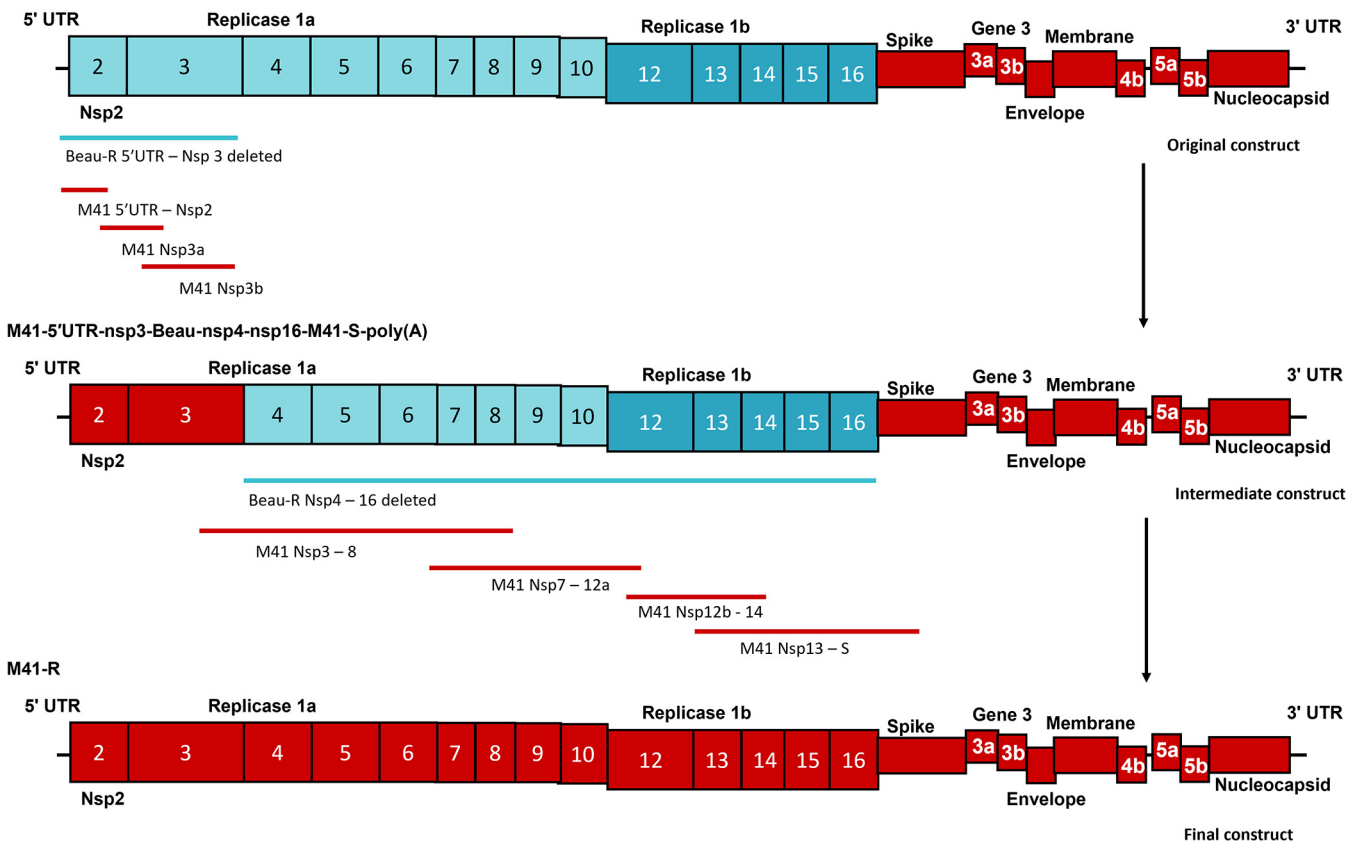 5' UTR Replicase 1a Replicase 1b Spike Gene 3 Membrane 3' UTR
2 3 4 5 6 7 8 9 10 12 13 14 15 16 3a 3b 4b 5a 5b
Nsp2 Envelope Nucleocapsid
Beau-R 5′UTR – Nsp 3 deleted
Original construct
M41 5′UTR – Nsp2
M41 Nsp3a
M41 Nsp3b
M41-5′UTR-nsp3-Beau-nsp4-nsp16-M41-S-poly(A)
5' UTR Replicase 1a Replicase 1b Spike Gene 3 Membrane 3' UTR
2 3 4 5 6 7 8 9 10 12 13 14 15 16 3a 3b 4b 5a 5b
Nsp2 Envelope Nucleocapsid
Beau-R Nsp4 – 16 deleted
Intermediate construct
M41 Nsp3 – 8
M41 Nsp7 – 12a
M41 Nsp12b - 14
M41 Nsp13 – S
M41-R
5' UTR Replicase 1a Replicase 1b Spike Gene 3 Membrane 3' UTR
2 3 4 5 6 7 8 9 10 12 13 14 15 16 3a 3b 4b 5a 5b
Nsp2 Envelope Nucleocapsid
Final construct